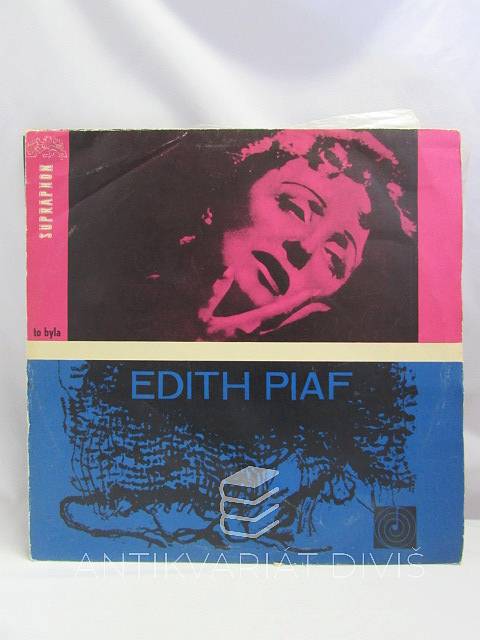 SUPRAPHON
to byla
EDITH PIAF
ANTIKVARIÁT DIVIŠ